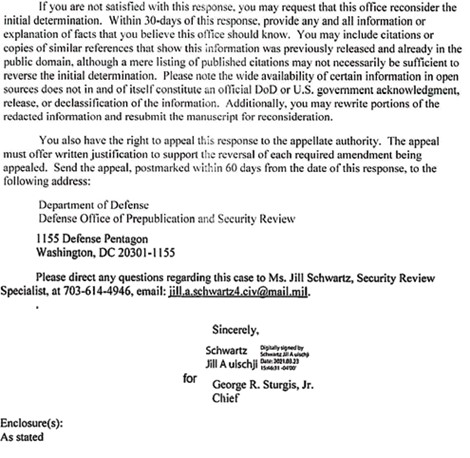 If you are not satisfied with this response, you may request that this office reconsider the
initial determination. Within 30-days of this response, provide any and all information or
explanation of facts that you believe this office should know. You may include citations or
copies of similar references that show this information was previously released and already in the
public domain, although a mere listing of published citations may not necessarily be sufficient to
reverse the initial determination. Please note the wide availability of certain information in open
sources does not in and of itself constitute an official DoD or U.S. government acknowledgment,
release, or declassification of the information. Additionally, you may rewrite portions of the
redacted information and resubmit the manuscript for reconsideration.
You also have the right to appeal this response to the appellate authority. The appeal
must offer written justification to support the reversal of each required amendment being
appealed. Send the appeal, postmarked within 60 days from the date of this response, to the
following address:
Department of Defense
Defense Office of Prepublication and Security Review
1155 Defense Pentagon
Washington, DC 20301-1155
Please direct any questions regarding this case to Ms. Jill Schwartz, Security Review
Specialist, at 703-614-4946, email: jill.a.schwartz4.civ@mail.mil.
Sincerely,
Schwartz
Jill A ulschji
Digitally signed by
Schwartz Jill A ulschji
Date: 2021.08.23
for
George R. Sturgis, Jr.
Chief
Enclosure(s):
As stated